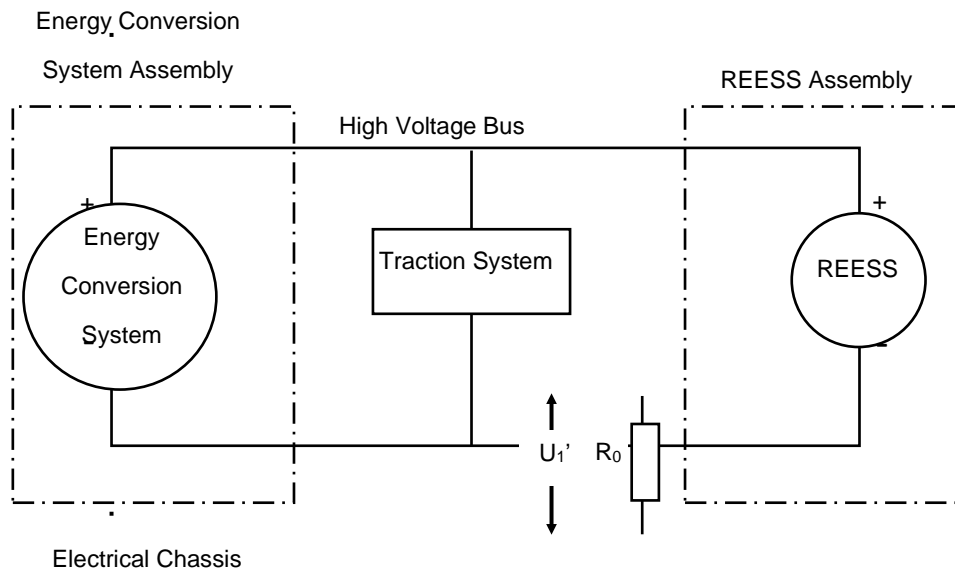 Energy Conversion
System Assembly
REESS Assembly
High Voltage Bus
+
Energy
Conversion
System
-
Traction System
+
REESS
-
U₁’
R₀
Electrical Chassis